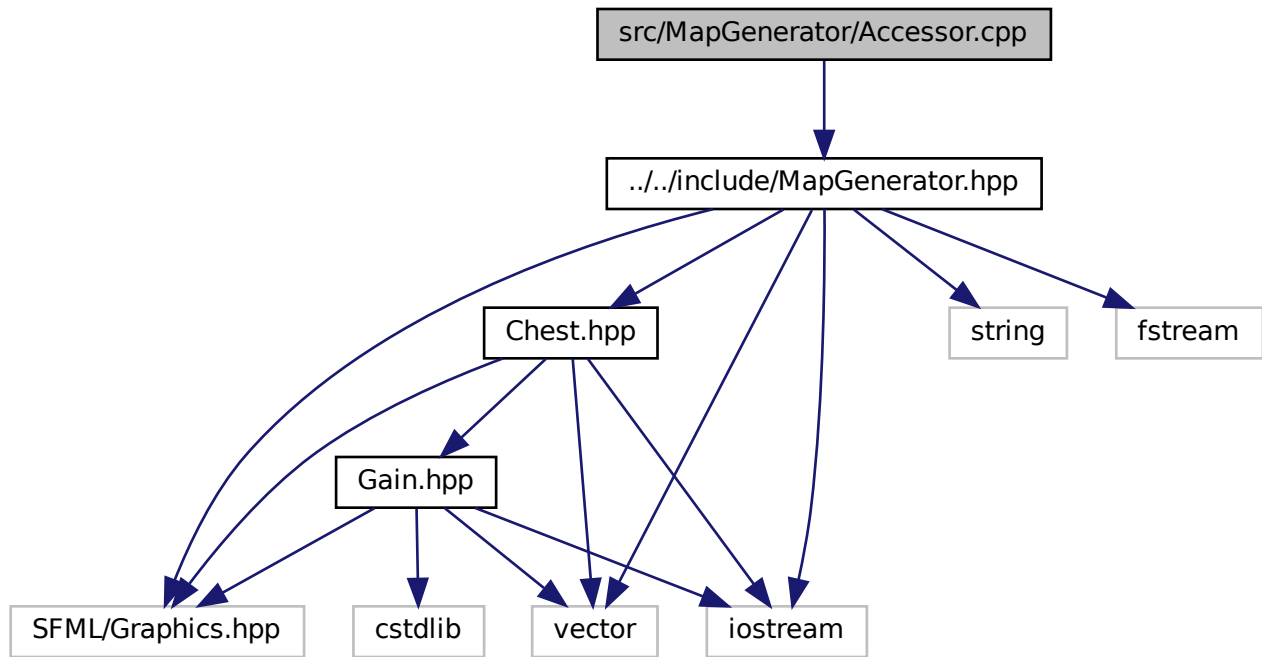 src/MapGenerator/Accessor.cpp
../../include/MapGenerator.hpp
Chest.hpp
string
fstream
Gain.hpp
SFML/Graphics.hpp
cstdlib
vector
iostream